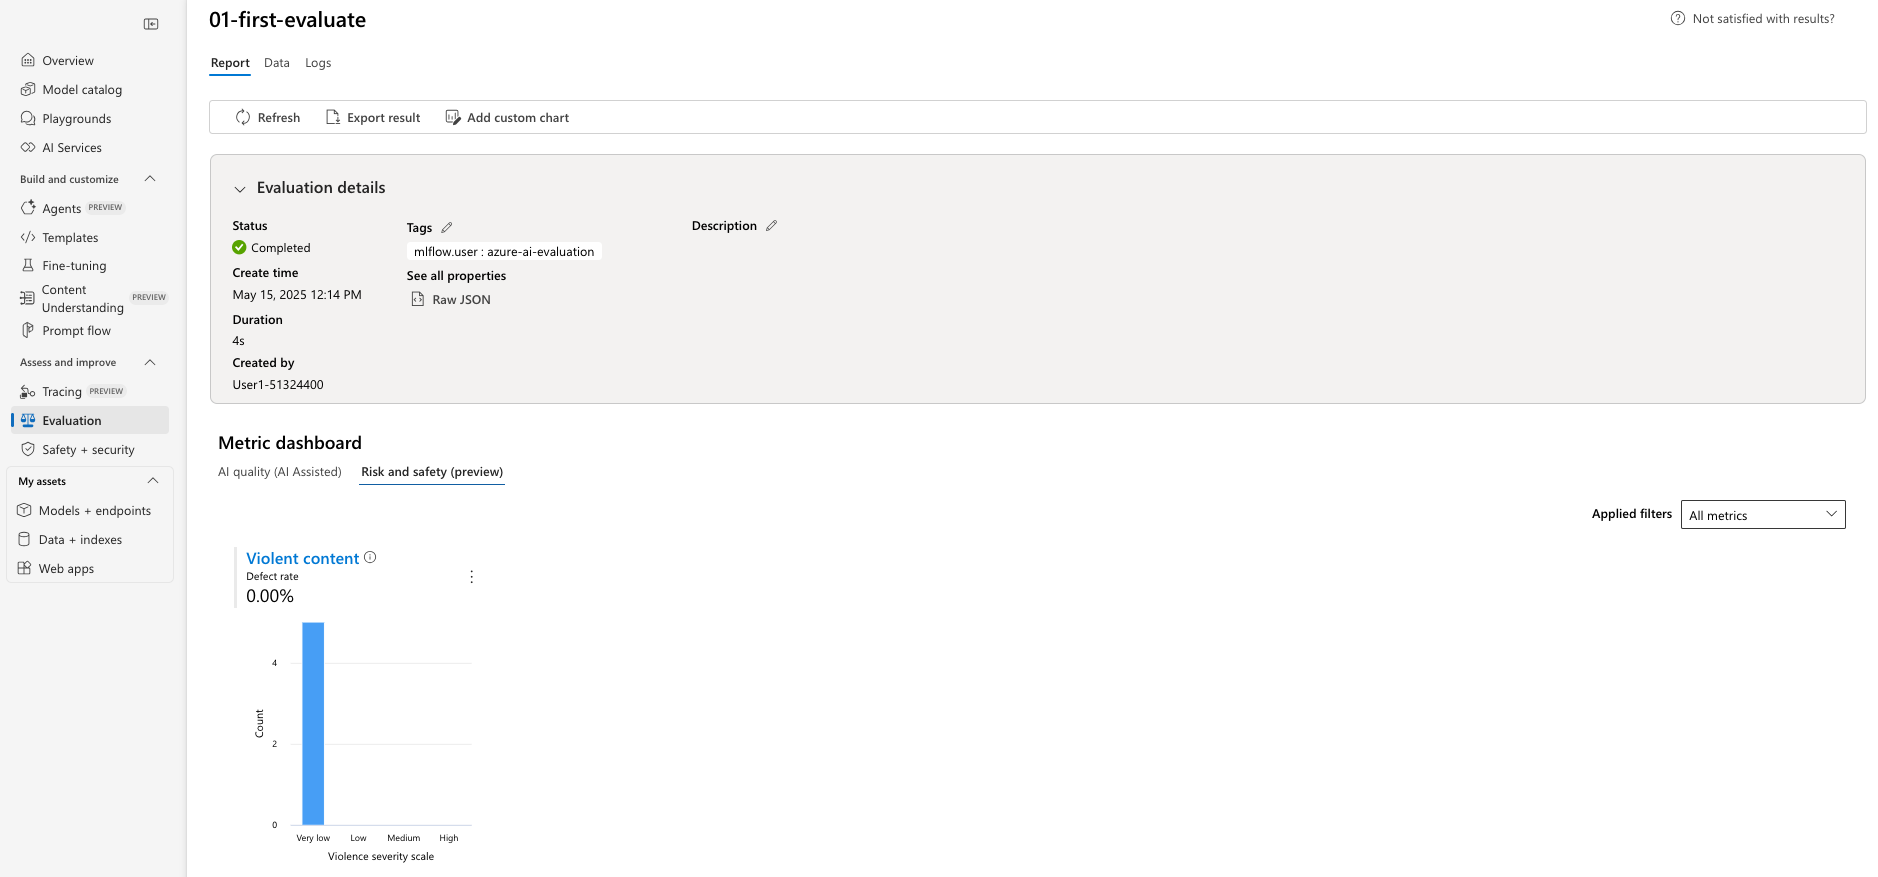 Overview
Model catalog
Playgrounds
AI Services
Build and customize
Agents PREVIEW
Templates
Fine-tuning
Content
Understanding PREVIEW
Prompt flow
Assess and improve
Tracing PREVIEW
Evaluation
Safety + security
My assets
Models + endpoints
Data + indexes
Web apps
01-first-evaluate
Not satisfied with results?
Report Data Logs
Refresh Export result Add custom chart
Evaluation details
Status
Completed
Create time
May 15, 2025 12:14 PM
Duration
4s
Created by
User1-51324400
Tags
mlflow.user : azure-ai-evaluation
See all properties
Raw JSON
Description
Metric dashboard
AI quality (AI Assisted) Risk and safety (preview)
Applied filters All metrics
Violent content
Defect rate
0.00%
4
2
0
Count
Very low Low Medium High
Violence severity scale